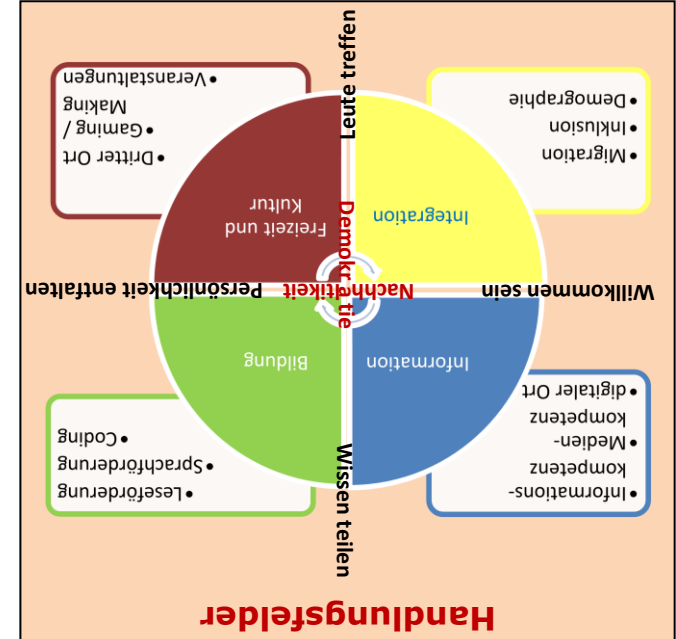 Handlungsfelder
•Informations-
kompetenz
•Medien-
kompetenz
•digitaler Ort
Wissen teilen
•Leseförderung
•Sprachförderung
•Coding
Information
Bildung
Willkommen sein
Nachhaltikeit
Demokratie
Persönlichkeit entfalten
Integration
Freizeit und
Kultur
•Migration
•Inklusion
•Demographie
Leute treffen
•Dritter Ort
•Gaming /
Making
•Veranstaltungen